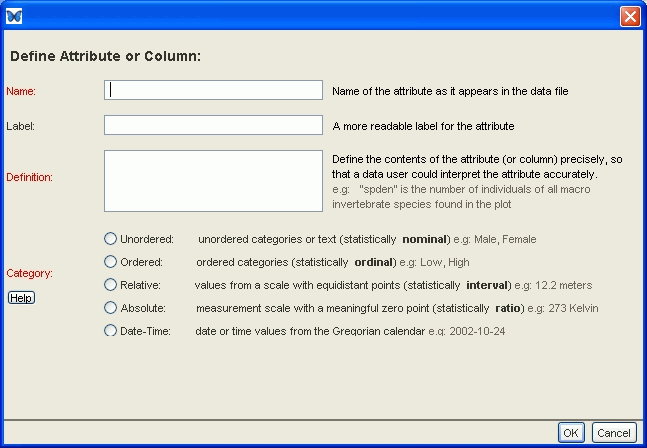 Define Attribute or Column:
Name: Name of the attribute as it appears in the data file
Label: A more readable label for the attribute
Definition: Define the contents of the attribute (or column) precisely, so
that a data user could interpret the attribute accurately.
e.g: "spden" is the number of individuals of all macro
invertebrate species found in the plot
Category:
Help
Unordered: unordered categories or text (statistically nominal) e.g: Male, Female
Ordered: ordered categories (statistically ordinal) e.g: Low, High
Relative: values from a scale with equidistant points (statistically interval) e.g: 12.2 meters
Absolute: measurement scale with a meaningful zero point (statistically ratio) e.g: 273 Kelvin
Date-Time: date or time values from the Gregorian calendar e.g: 2002-10-24
OK Cancel